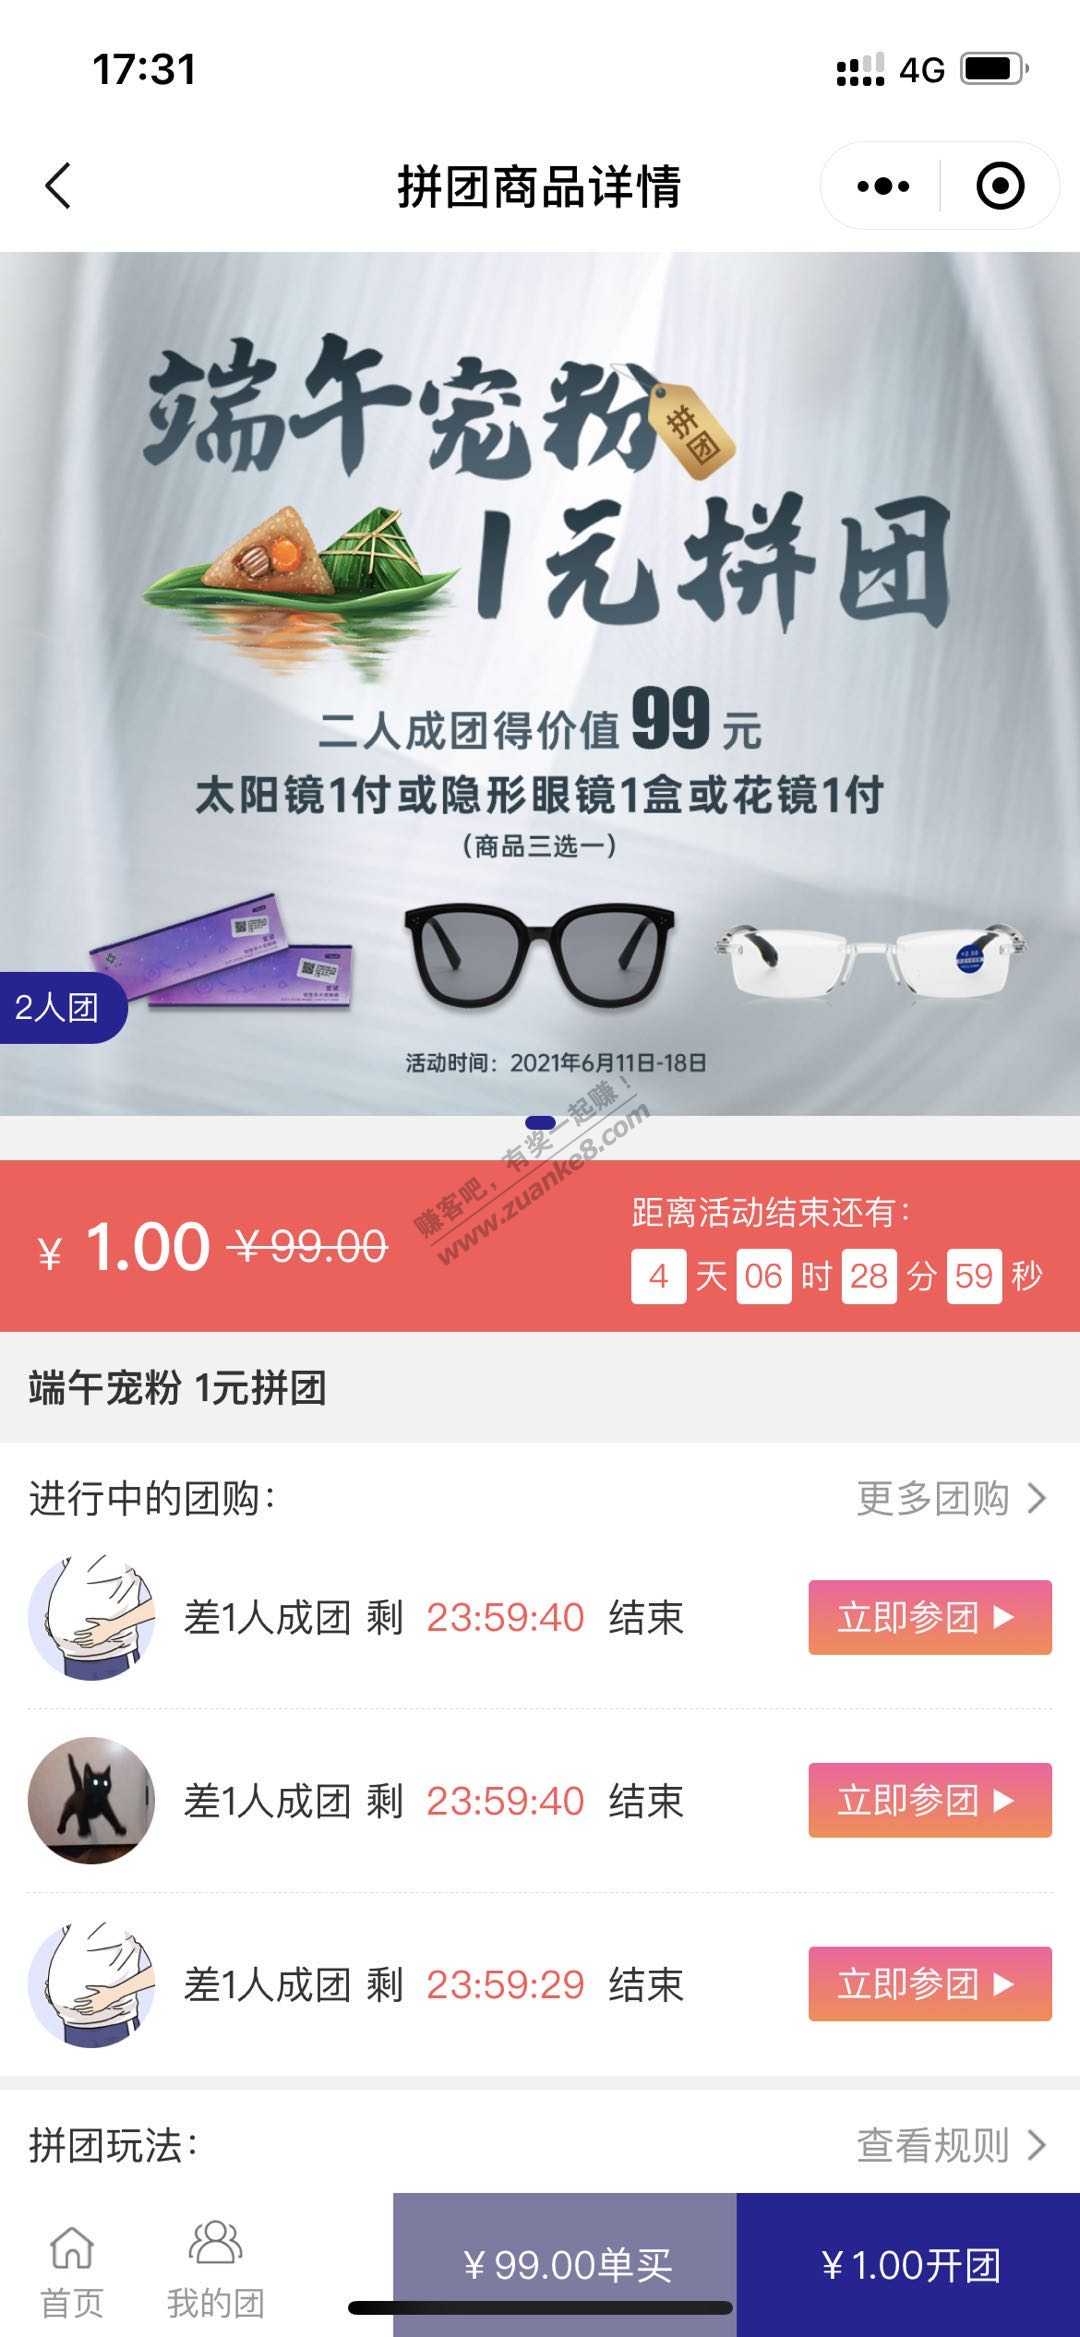 17:31
4G
拼团商品详情
端午宠粉
拼团
1元拼团
二人成团得价值99元
太阳镜1付或隐形眼镜1盒或花镜1付
（商品三选一）
2人团
活动时间：2021年6月11日-18日
赚客吧，有奖一起赚！
www.zuanke8.com
¥ 1.00 ¥99.00
距离活动结束还有：
4 天 06 时 28 分 59 秒
端午宠粉 1元拼团
进行中的团购：
更多团购
差1人成团 剩 23:59:40 结束
立即参团
差1人成团 剩 23:59:40 结束
立即参团
差1人成团 剩 23:59:29 结束
立即参团
拼团玩法：
查看规则
首页
我的团
¥99.00单买
¥1.00开团